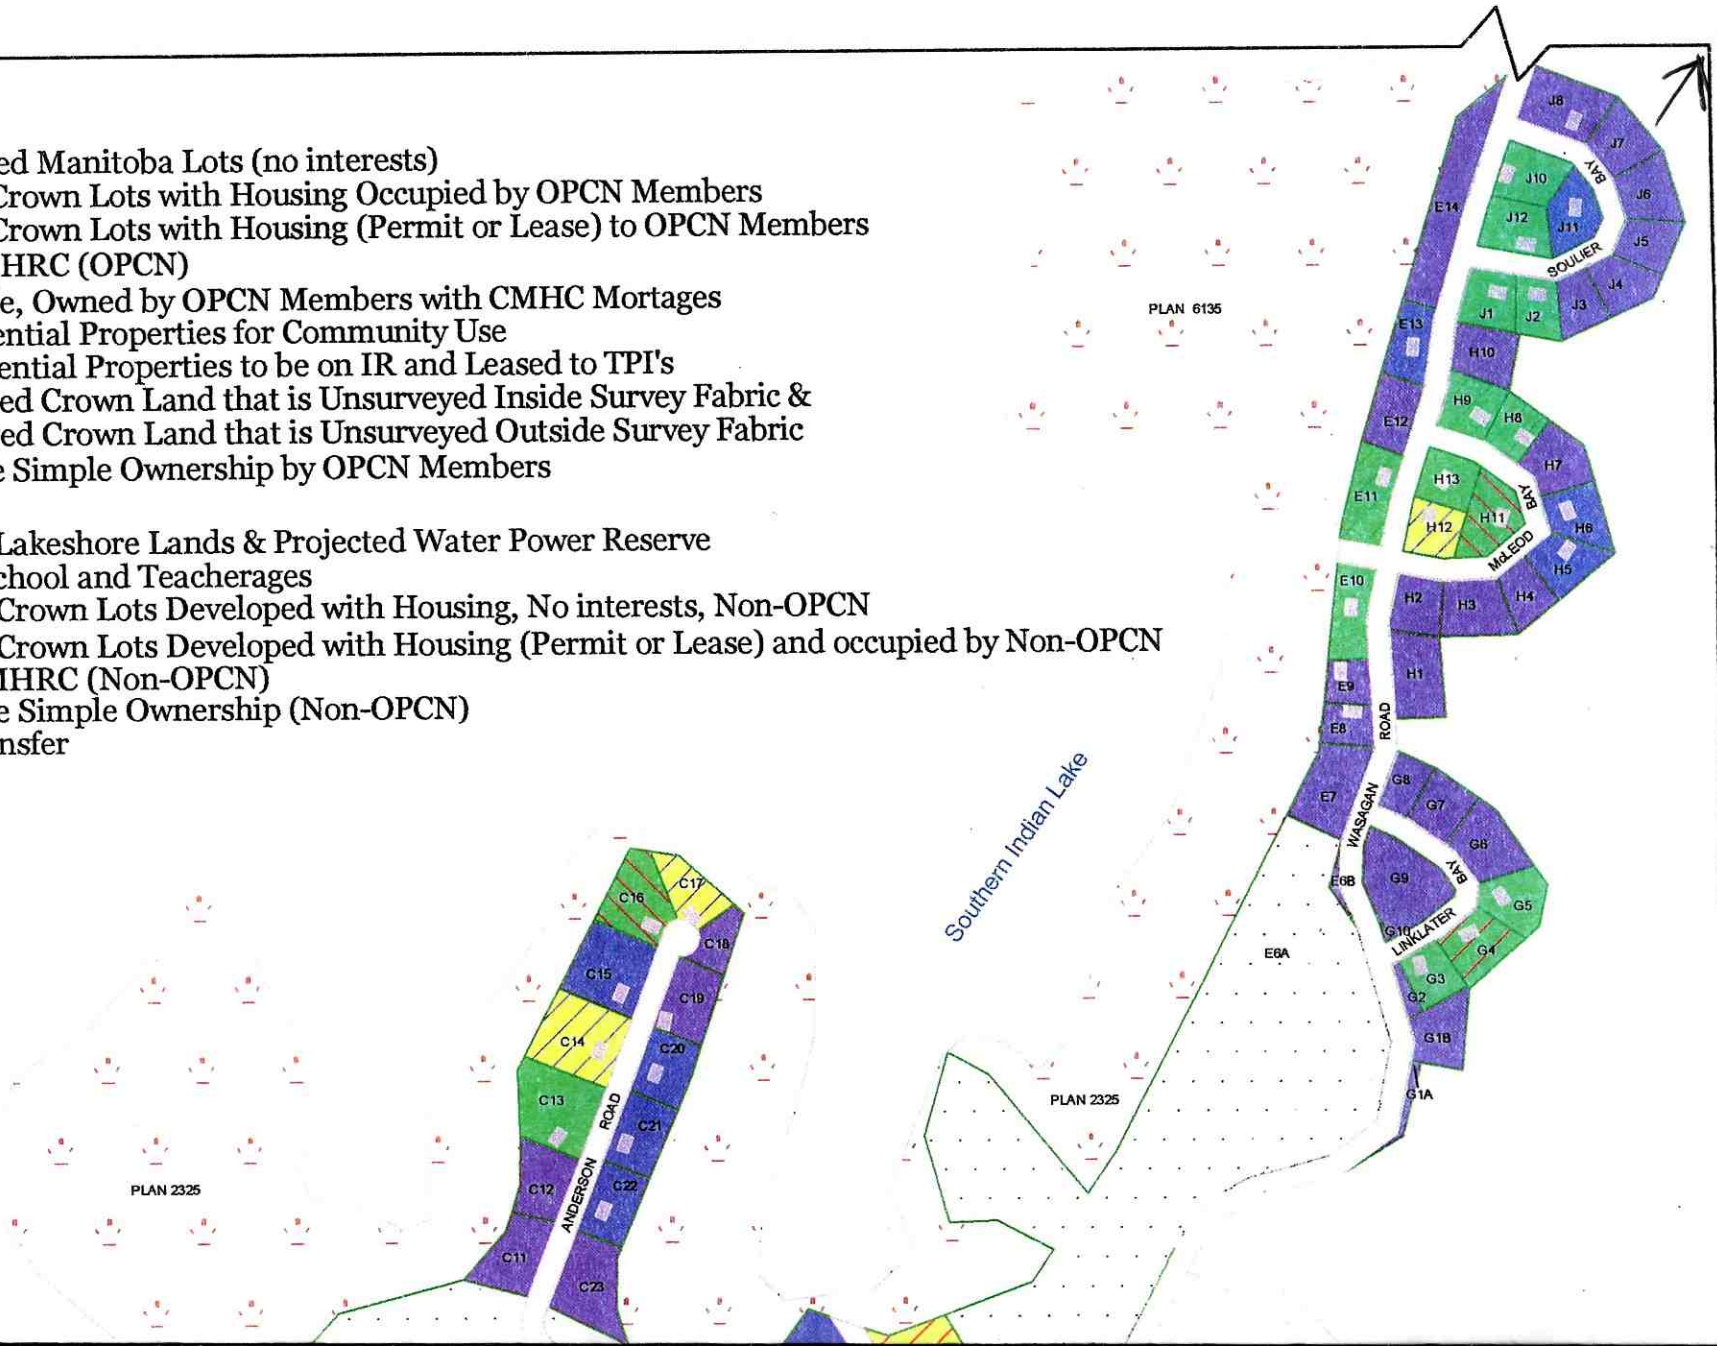 ed Manitoba Lots (no interests)
Crown Lots with Housing Occupied by OPCN Members
Crown Lots with Housing (Permit or Lease) to OPCN Members
HRC (OPCN)
e, Owned by OPCN Members with CMHC Mortages
ential Properties for Community Use
ential Properties to be on IR and Leased to TPI's
ed Crown Land that is Unsurveyed Inside Survey Fabric &
ed Crown Land that is Unsurveyed Outside Survey Fabric
e Simple Ownership by OPCN Members
Lakeshore Lands & Projected Water Power Reserve
chool and Teacherages
Crown Lots Developed with Housing, No interests, Non-OPCN
Crown Lots Developed with Housing (Permit or Lease) and occupied by Non-OPCN
IHRC (Non-OPCN)
e Simple Ownership (Non-OPCN)
nsfer
J8
J7
BAY
J10
J6
E14
J12
J11
J5
SOULIER
J4
J3
J1
J2
PLAN 6135
E13
H10
H9
H8
E12
H7
H13
E11
BAY
H12
H11
H6
McLEOD
H5
E10
H2
H3
H4
H1
E9
ROAD
E8
G8
E7
G7
WASAGAN
G6
BAY
E6B
G9
G5
G10
LINKLATER
G4
G3
G2
G1B
G1A
E6A
Southern Indian Lake
PLAN 2325
C17
C16
C18
C15
C19
C14
C20
C13
ROAD
C21
C12
ANDERSON
C22
C11
C23
PLAN 2325